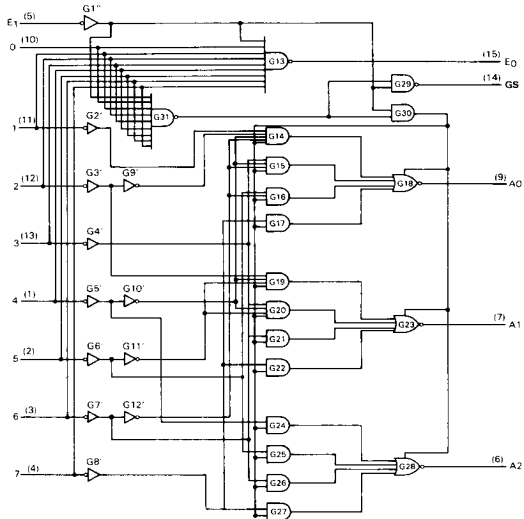 G1''
E1 (5)
0 (10)
G13
(15)
E0
(14)
G29
GS
G31
G30
(11)
1
G2'
G14
(12)
2
G3'
G9'
G15
G16
G18
(9)
A0
(13)
3
G4'
G17
(1)
4
G5'
G10'
G19
G20
G23
(7)
A1
(2)
5
G6'
G11'
G21
G22
(3)
6
G7'
G12'
G24
G25
G28
(6)
A2
(4)
7
G8'
G26
G27